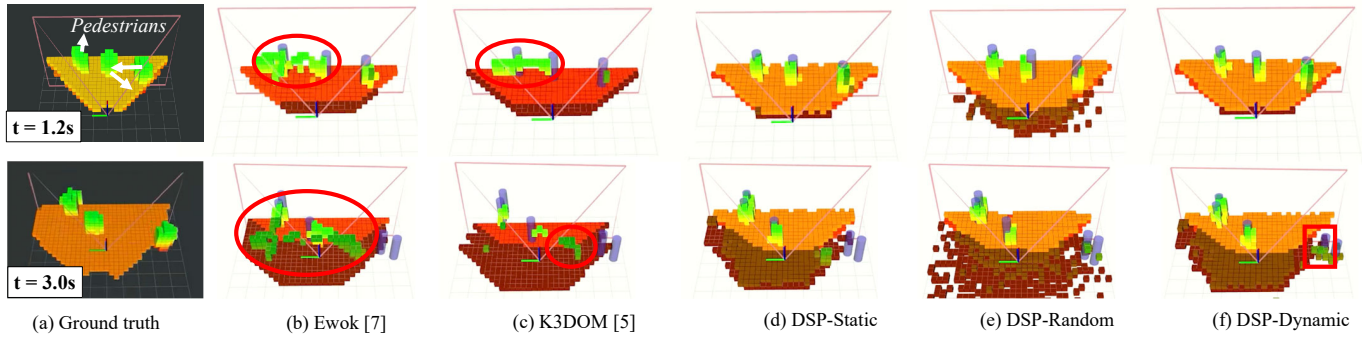 Pedestrians
t = 1.2s
t = 3.0s
(a) Ground truth
(b) Ewok [7]
(c) K3DOM [5]
(d) DSP-Static
(e) DSP-Random
(f) DSP-Dynamic